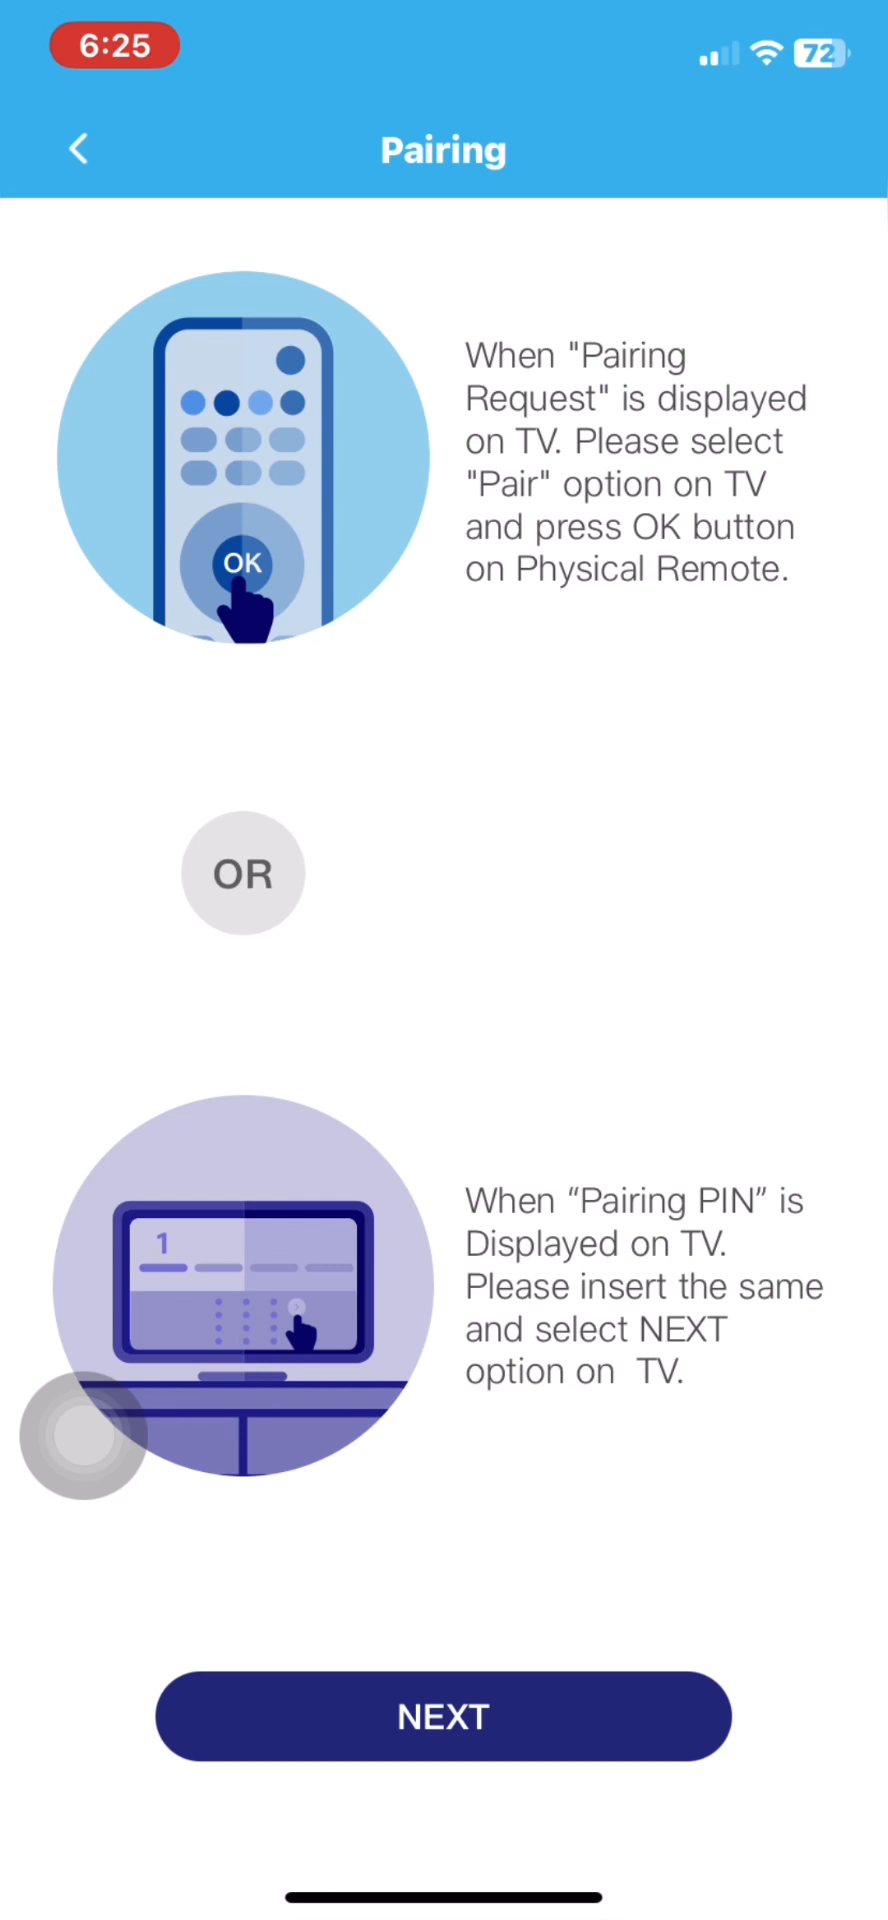 6:25
72
Pairing
When "Pairing
Request" is displayed
on TV. Please select
"Pair" option on TV
and press OK button
on Physical Remote.
OK
OR
1
When “Pairing PIN” is
Displayed on TV.
Please insert the same
and select NEXT
option on  TV.
NEXT